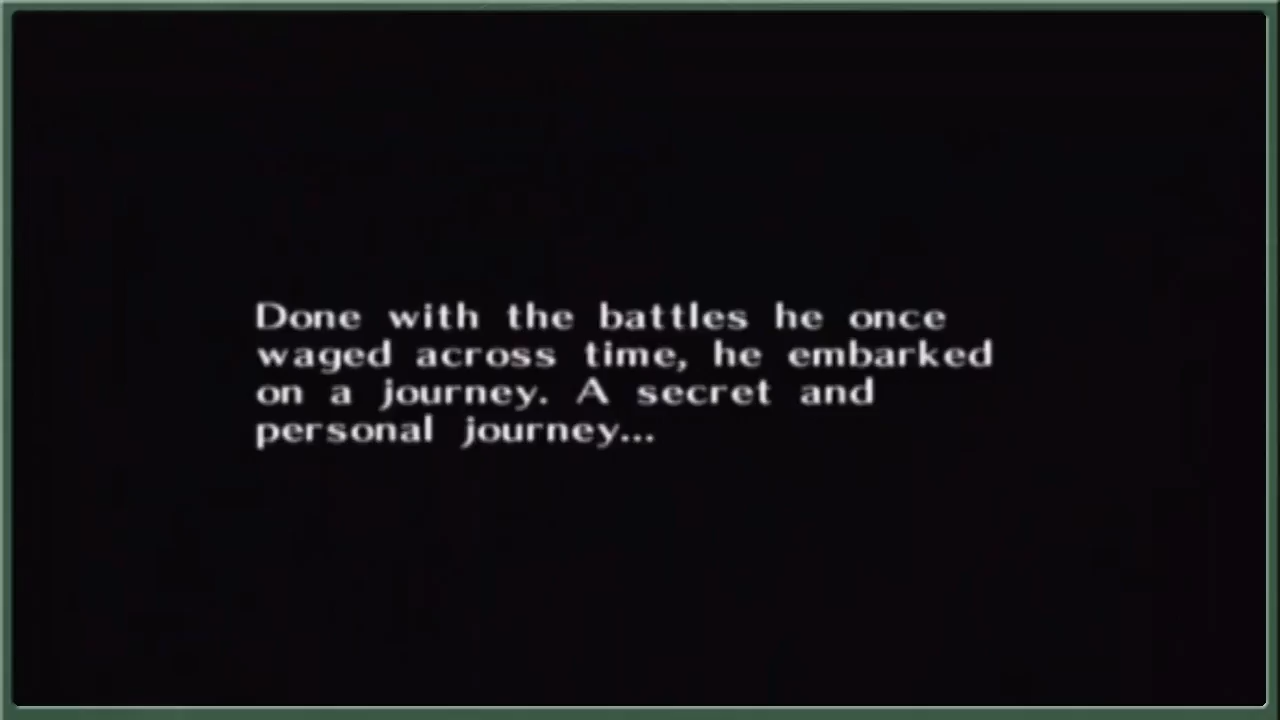 Done with the battles he once
waged across time, he embarked
on a journey. A secret and
personal journey...